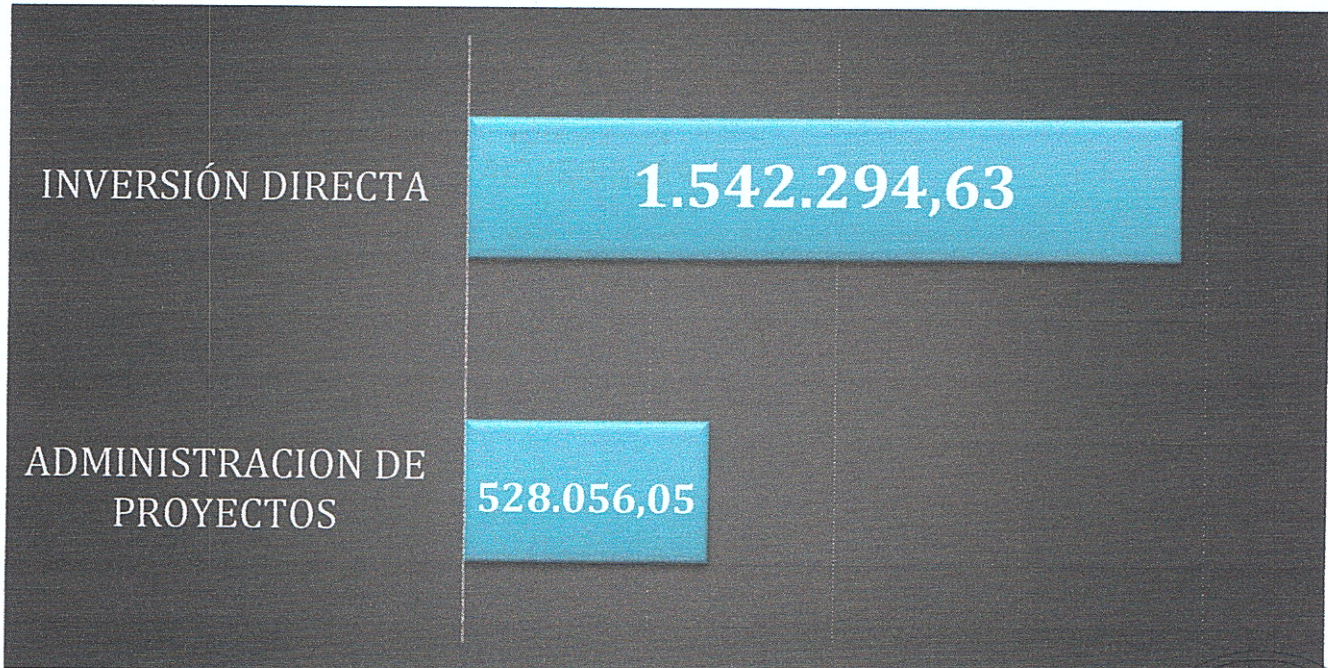 INVERSIÓN DIRECTA
1.542.294,63
ADMINISTRACION DE
PROYECTOS
528.056,05